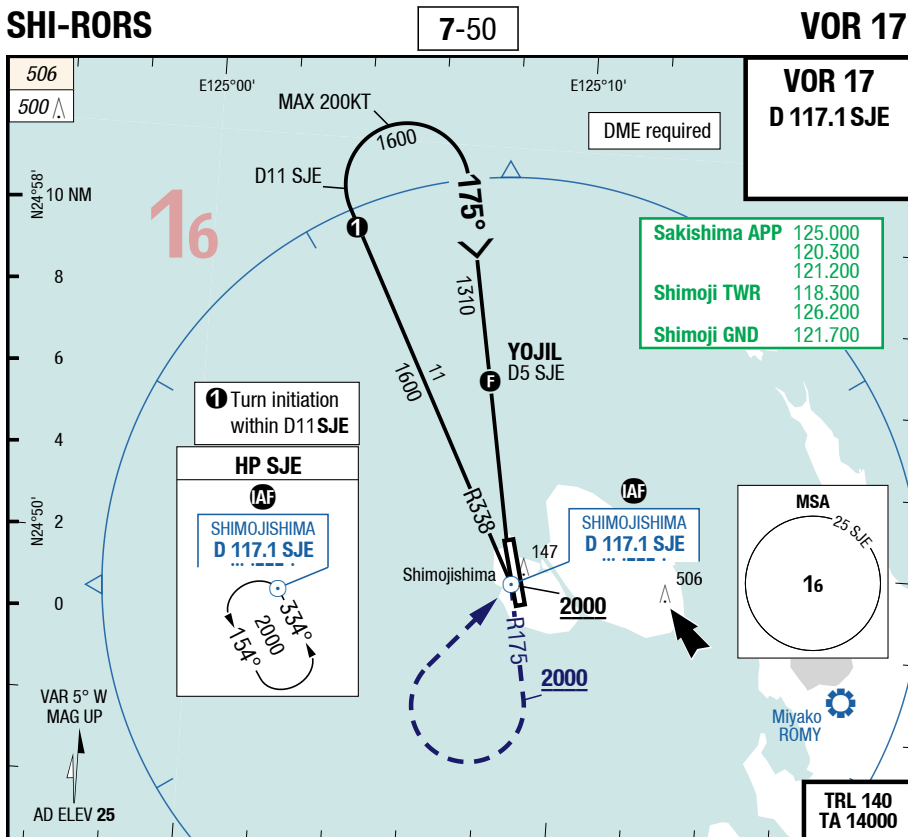 SHI-RORS
7-50
VOR 17
506
500
E125°00'
E125°10'
VOR 17
D 117.1 SJE
MAX 200KT
1600
DME required
D11 SJE
N24°58'
10 NM
16
175°
Sakishima APP 125.000
120.300
121.200
Shimoji TWR 118.300
126.200
Shimoji GND 121.700
8
1310
6
YOJIL
D5 SJE
F
11
1600
1 Turn initiation
within D11 SJE
4
HP SJE
IAF
SHIMOJISHIMA
D 117.1 SJE
334°
2000
154°
R338
IAF
SHIMOJISHIMA
D 117.1 SJE
MSA
25 SJE
16
N24°50'
2
147
Shimojishima
506
0
2000
R175
2000
Miyako
ROMY
VAR 5° W
MAG UP
AD ELEV 25
TRL 140
TA 14000
1